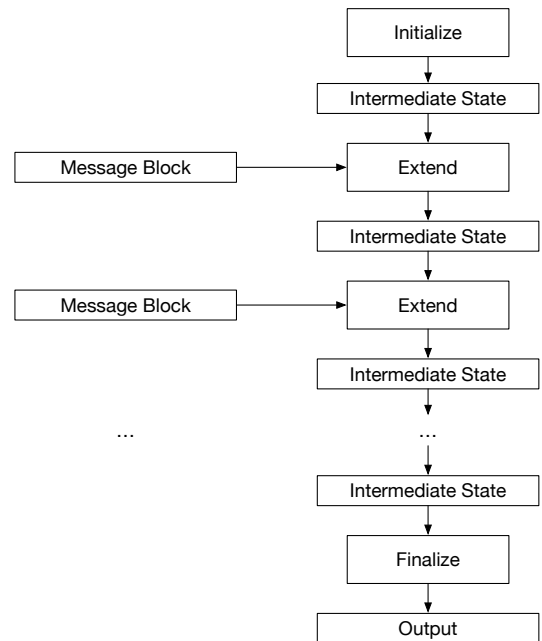 Initialize
Intermediate State
Message Block
Extend
Intermediate State
Message Block
Extend
Intermediate State
...
...
Intermediate State
Finalize
Output